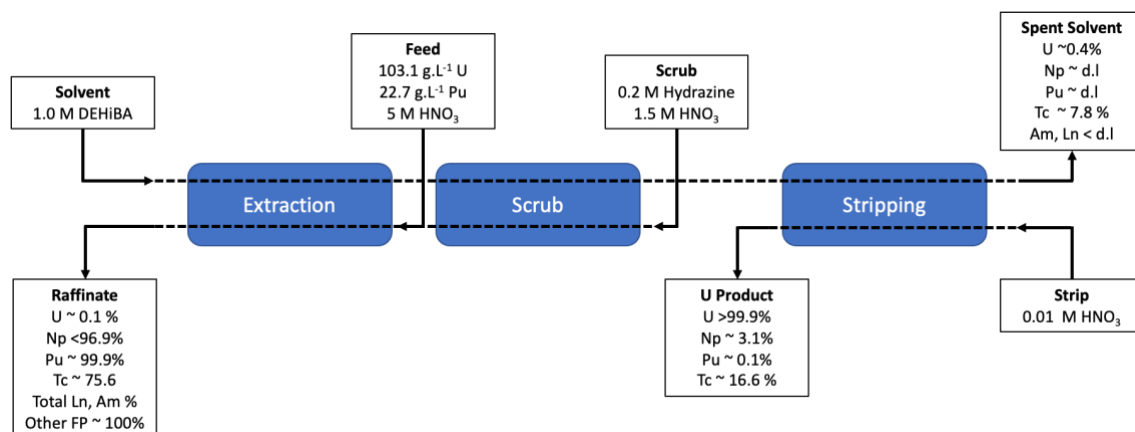 Solvent
1.0 M DEHiBA
Feed
103.1 g.L⁻¹ U
22.7 g.L⁻¹ Pu
5 M HNO₃
Scrub
0.2 M Hydrazine
1.5 M HNO₃
Spent Solvent
U ~0.4%
Np ~ d.l
Pu ~ d.l
Tc ~ 7.8 %
Am, Ln < d.l
Extraction
Scrub
Stripping
Raffinate
U ~ 0.1 %
Np <96.9%
Pu ~ 99.9%
Tc ~ 75.6
Total Ln, Am %
Other FP ~ 100%
U Product
U >99.9%
Np ~ 3.1%
Pu ~ 0.1%
Tc ~ 16.6 %
Strip
0.01 M HNO₃